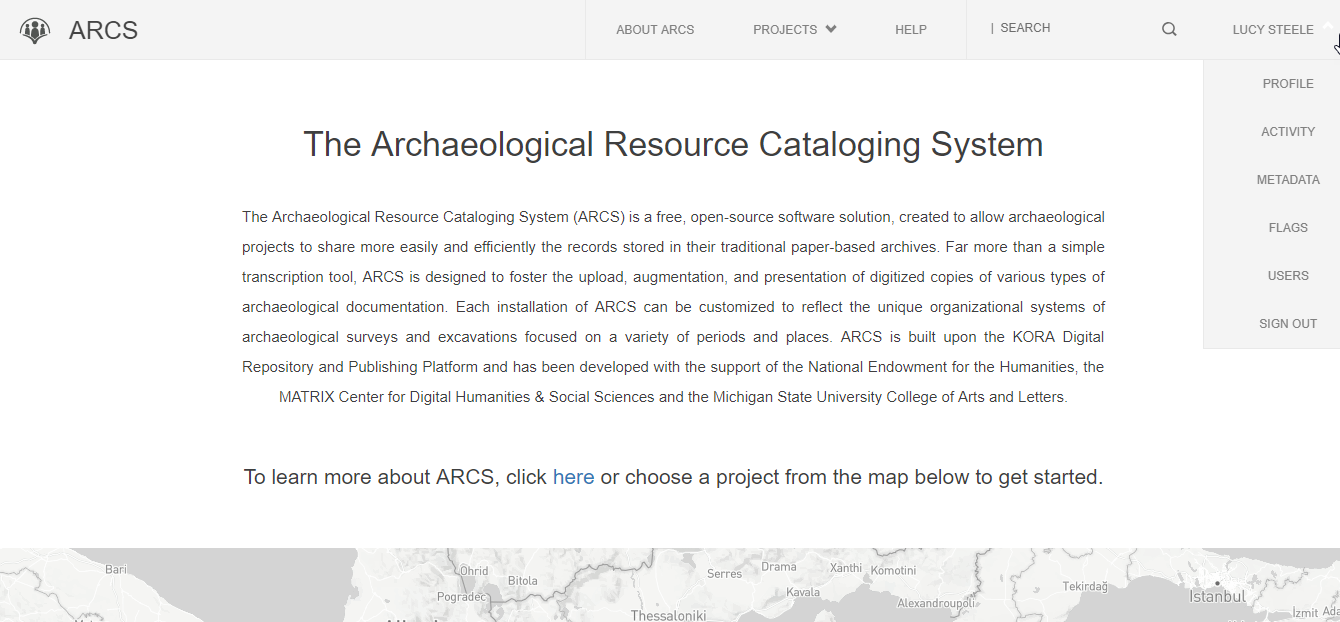 ARCS
ABOUT ARCS
PROJECTS
HELP
| SEARCH
LUCY STEELE
PROFILE
ACTIVITY
METADATA
FLAGS
USERS
SIGN OUT
The Archaeological Resource Cataloging System
The Archaeological Resource Cataloging System (ARCS) is a free, open-source software solution, created to allow archaeological
projects to share more easily and efficiently the records stored in their traditional paper-based archives. Far more than a simple
transcription tool, ARCS is designed to foster the upload, augmentation, and presentation of digitized copies of various types of
archaeological documentation. Each installation of ARCS can be customized to reflect the unique organizational systems of
archaeological surveys and excavations focused on a variety of periods and places. ARCS is built upon the KORA Digital
Repository and Publishing Platform and has been developed with the support of the National Endowment for the Humanities, the
MATRIX Center for Digital Humanities & Social Sciences and the Michigan State University College of Arts and Letters.
To learn more about ARCS, click here or choose a project from the map below to get started.
Bari
Ohrid
Bitola
Pogradec
Serres
Drama
Xanthi
Komotini
Kavala
Alexandroupoli
Thessaloniki
Tekirdağ
Istanbul
İzmit